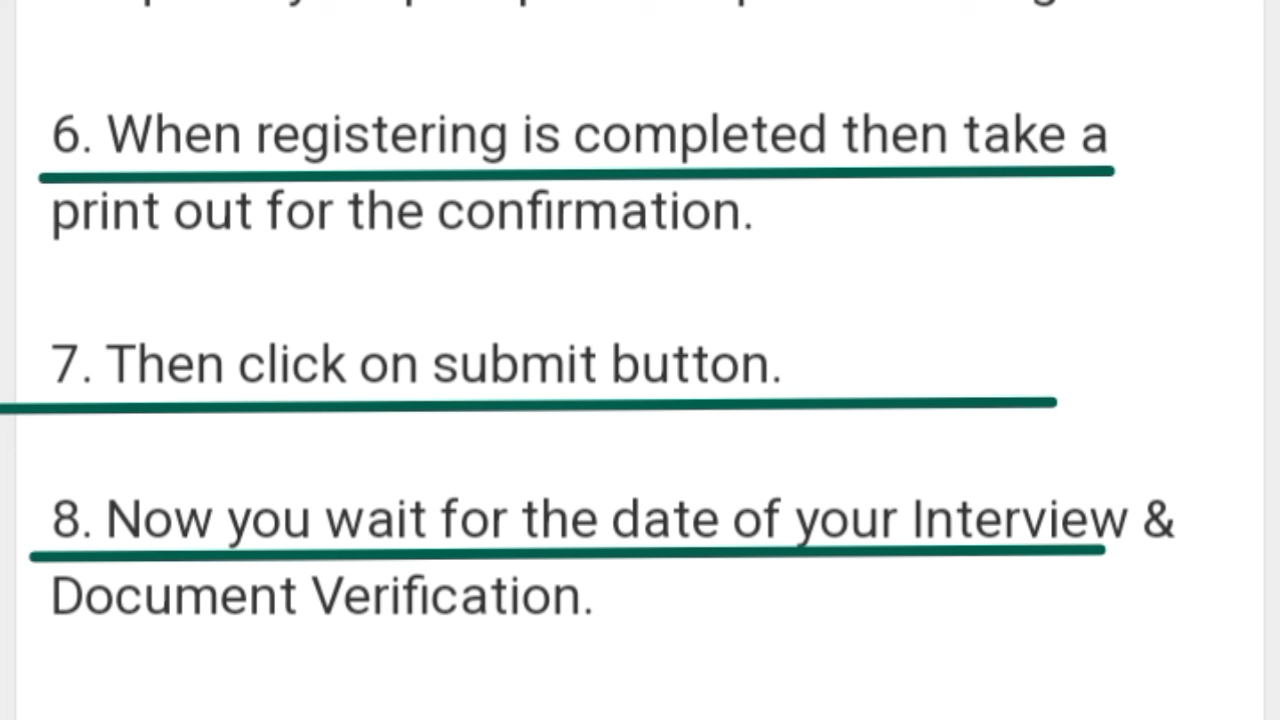 6. When registering is completed then take a
print out for the confirmation.
7. Then click on submit button.
8. Now you wait for the date of your Interview &
Document Verification.